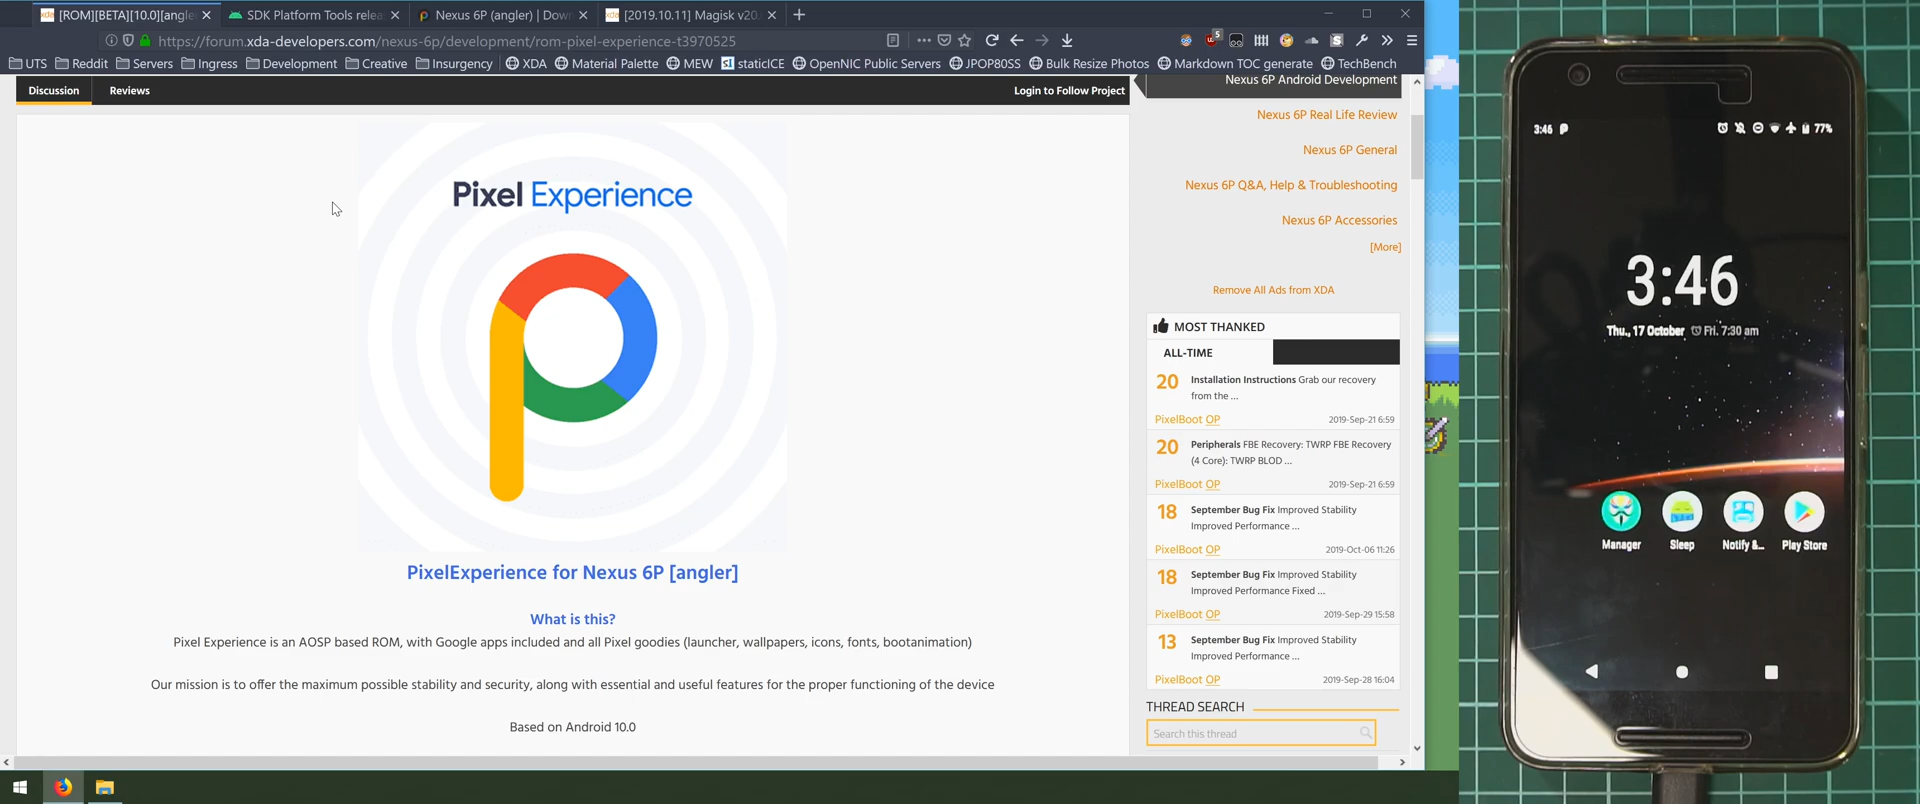 [ROM][BETA][10.0][angle
SDK Platform Tools relea
Nexus 6P (angler) | Dow
[2019.10.11] Magisk v20.
https://forum.xda-developers.com/nexus-6p/development/rom-pixel-experience-t3970525
5
UTS
Reddit
Servers
Ingress
Development
Creative
Insurgency
XDA
Material Palette
MEW
staticICE
OpenNIC Public Servers
JPOP80SS
Bulk Resize Photos
Markdown TOC generate
TechBench
Discussion
Reviews
Login to Follow Project
Pixel Experience
PixelExperience for Nexus 6P [angler]
What is this?
Pixel Experience is an AOSP based ROM, with Google apps included and all Pixel goodies (launcher, wallpapers, icons, fonts, bootanimation)
Our mission is to offer the maximum possible stability and security, along with essential and useful features for the proper functioning of the device
Based on Android 10.0
Nexus 6P Android Development
Nexus 6P Real Life Review
Nexus 6P General
Nexus 6P Q&A, Help & Troubleshooting
Nexus 6P Accessories
[More]
Remove All Ads from XDA
MOST THANKED
ALL-TIME
20
Installation Instructions Grab our recovery
from the ...
PixelBoot OP
2019-Sep-21 6:59
20
Peripherals FBE Recovery: TWRP FBE Recovery
(4 Core): TWRP BLOD ...
PixelBoot OP
2019-Sep-21 6:59
18
September Bug Fix Improved Stability
Improved Performance ...
PixelBoot OP
2019-Oct-06 11:26
18
September Bug Fix Improved Stability
Improved Performance Fixed ...
PixelBoot OP
2019-Sep-29 15:58
13
September Bug Fix Improved Stability
Improved Performance ...
PixelBoot OP
2019-Sep-28 16:04
THREAD SEARCH
Search this thread
3:46
77%
3:46
Thu., 17 October Fri. 7:30 am
Manager
Sleep
Notify &...
Play Store